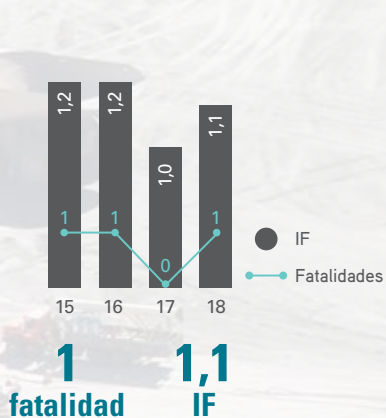 1,2 1,2 1,0 1,1
1 1 0 1
IF
Fatalidades
15 16 17 18
1 1,1
fatalidad IF